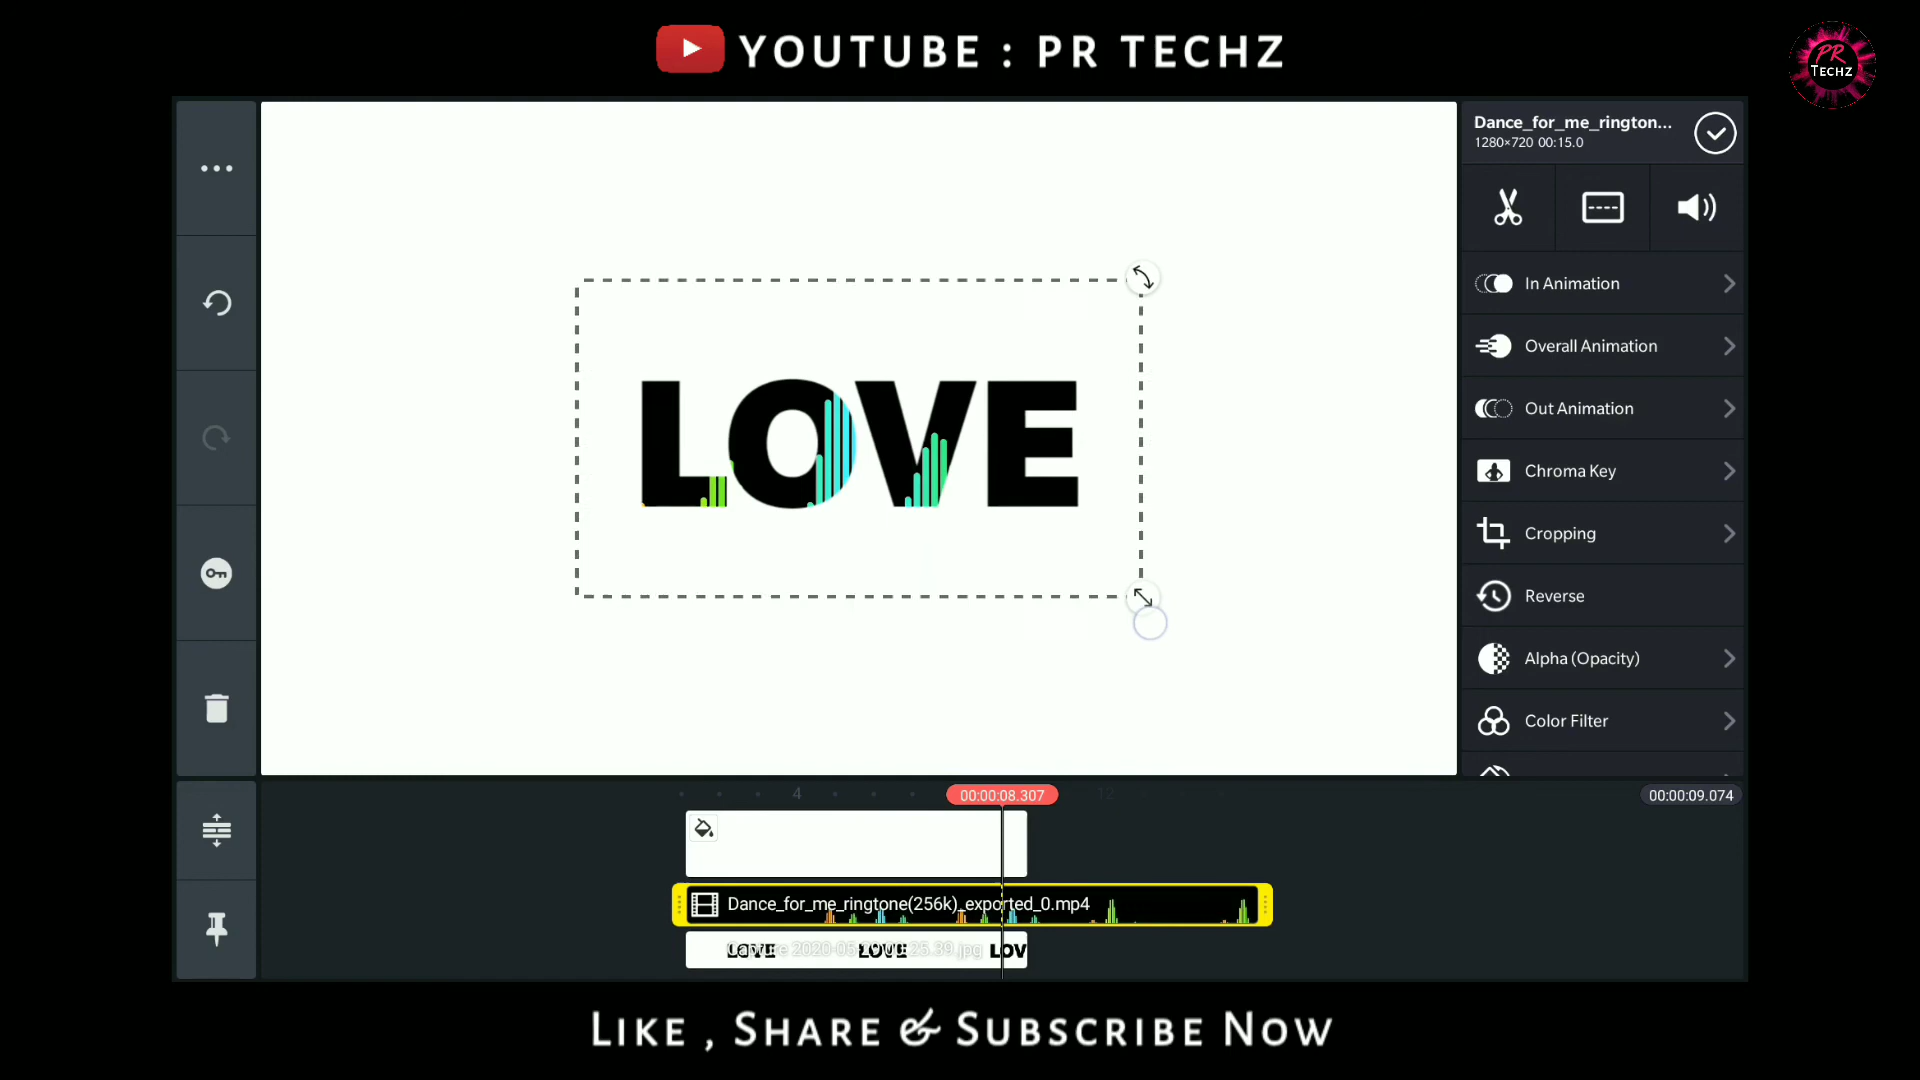 YOUTUBE : PR TECHZ
PR
TECHZ
Dance_for_me_rington...
1280×720 00:15.0
In Animation
Overall Animation
Out Animation
Chroma Key
Cropping
Reverse
Alpha (Opacity)
Color Filter
LOVE
4
00:00:08.307
12
00:00:09.074
Dance_for_me_ringtone(256k)_exported_0.mp4
LOVE LOVE LOV
LIKE , SHARE & SUBSCRIBE NOW